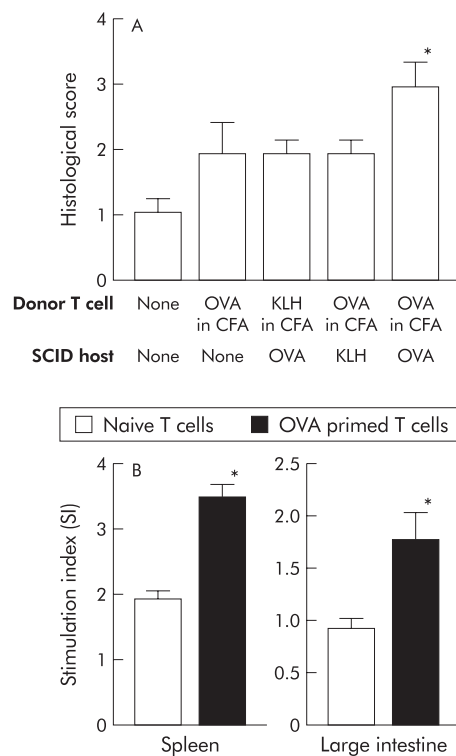 A
Histological score
4
3
2
1
0
*
Donor T cell None OVA in CFA KLH in CFA OVA in CFA OVA in CFA
SCID host None None OVA KLH OVA
Naive T cells OVA primed T cells
B
Stimulation index (SI)
4
3
2
1
0
*
Spleen
2.5
2.0
1.5
1.0
0.5
0.0
*
Large intestine